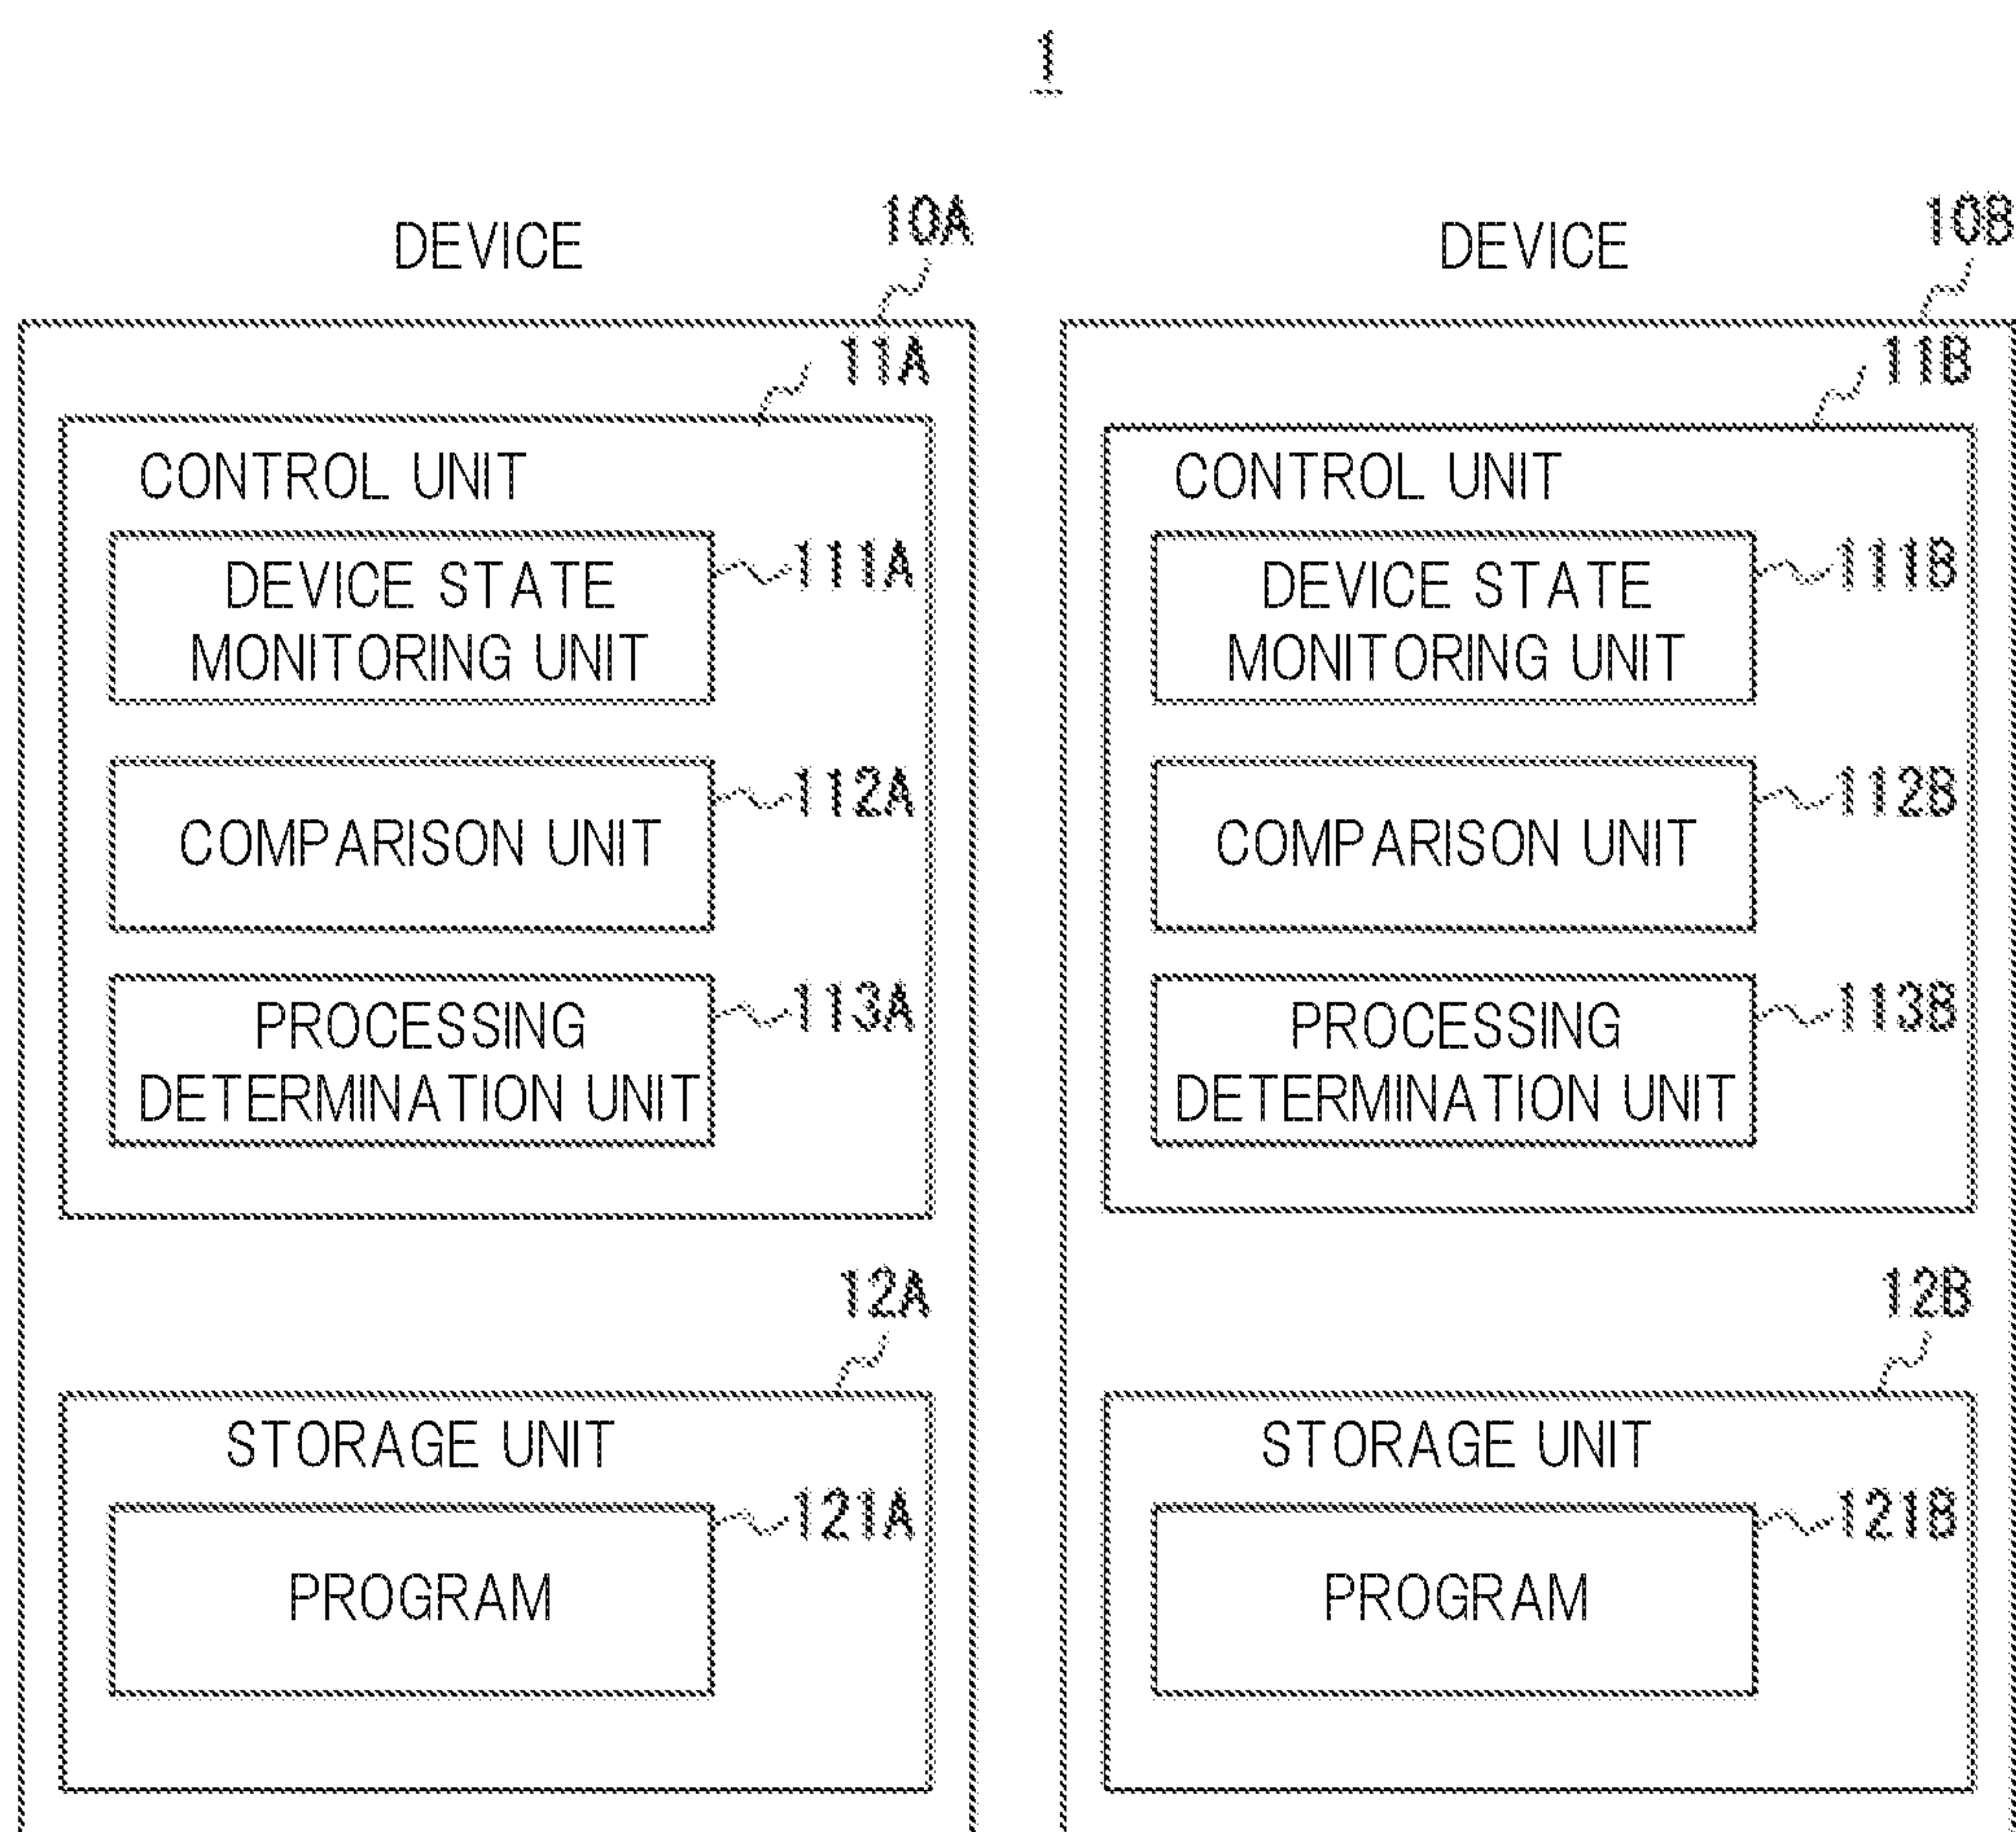 1
DEVICE
10A
11A
CONTROL UNIT
DEVICE STATE
MONITORING UNIT
111A
COMPARISON UNIT
112A
PROCESSING
DETERMINATION UNIT
113A
12A
STORAGE UNIT
PROGRAM
121A
DEVICE
10B
11B
CONTROL UNIT
DEVICE STATE
MONITORING UNIT
111B
COMPARISON UNIT
112B
PROCESSING
DETERMINATION UNIT
113B
12B
STORAGE UNIT
PROGRAM
121B